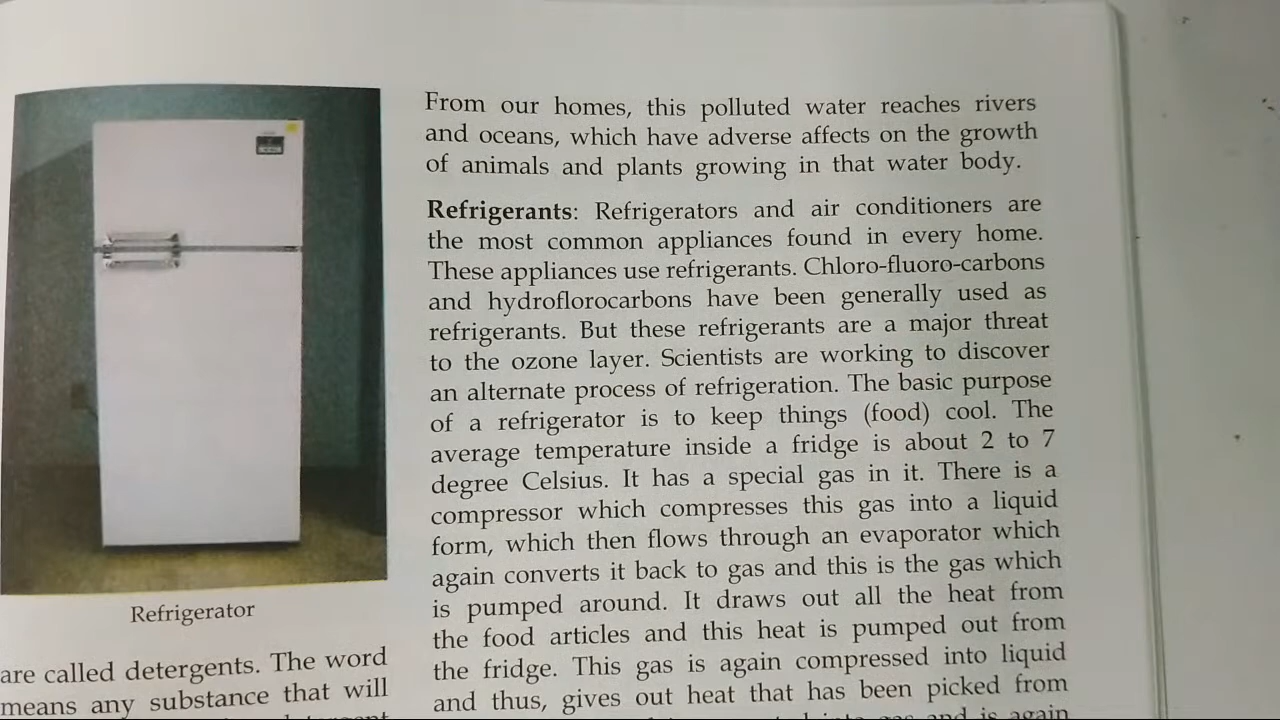 From our homes, this polluted water reaches rivers
and oceans, which have adverse affects on the growth
of animals and plants growing in that water body.
Refrigerants: Refrigerators and air conditioners are
the most common appliances found in every home.
These appliances use refrigerants. Chloro-fluoro-carbons
and hydroflorocarbons have been generally used as
refrigerants. But these refrigerants are a major threat
to the ozone layer. Scientists are working to discover
an alternate process of refrigeration. The basic purpose
of a refrigerator is to keep things (food) cool. The
average temperature inside a fridge is about 2 to 7
degree Celsius. It has a special gas in it. There is a
compressor which compresses this gas into a liquid
form, which then flows through an evaporator which
again converts it back to gas and this is the gas which
is pumped around. It draws out all the heat from
the food articles and this heat is pumped out from
the fridge. This gas is again compressed into liquid
and thus, gives out heat that has been picked from
into gas and is again
Refrigerator
are called detergents. The word
means any substance that will
detergent